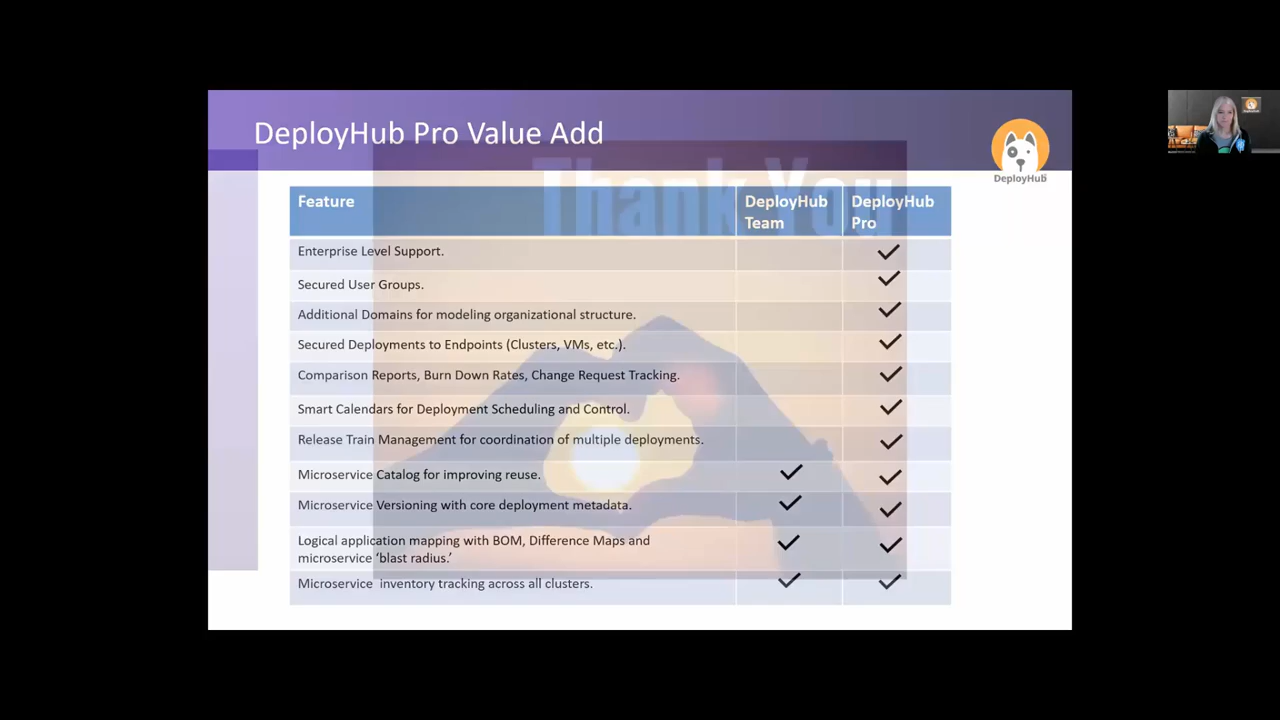 DeployHub Pro Value Add
DeployHub
Thank You
Feature
DeployHub
Team
DeployHub
Pro
Enterprise Level Support.
Secured User Groups.
Additional Domains for modeling organizational structure.
Secured Deployments to Endpoints (Clusters, VMs, etc.).
Comparison Reports, Burn Down Rates, Change Request Tracking.
Smart Calendars for Deployment Scheduling and Control.
Release Train Management for coordination of multiple deployments.
Microservice Catalog for improving reuse.
Microservice Versioning with core deployment metadata.
Logical application mapping with BOM, Difference Maps and
microservice ‘blast radius.’
Microservice  inventory tracking across all clusters.